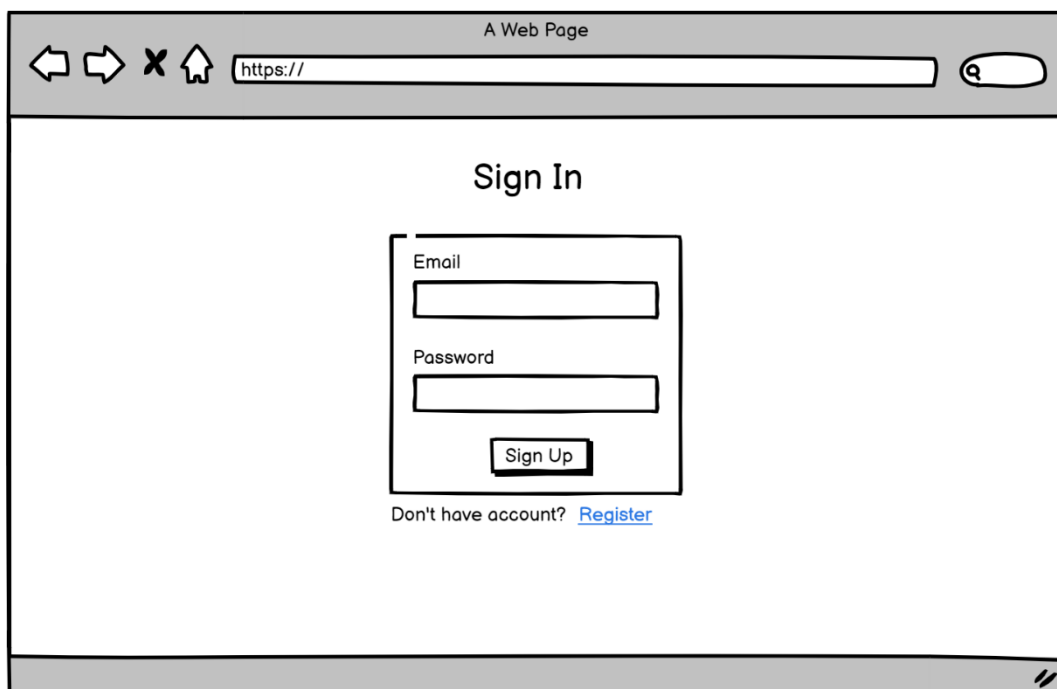 A Web Page
https://
Sign In
Email
Password
Sign Up
Don't have account? Register